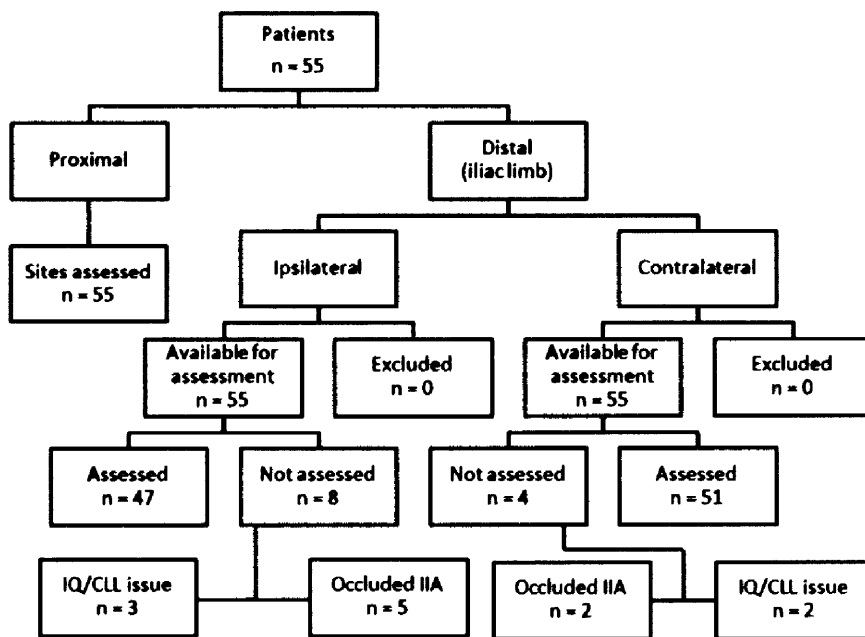 Patients
n = 55
Proximal
Distal
(iliac limb)
Sites assessed
n = 55
Ipsilateral
Contralateral
Available for
assessment
n = 55
Excluded
n = 0
Available for
assessment
n = 55
Excluded
n = 0
Assessed
n = 47
Not assessed
n = 8
Not assessed
n = 4
Assessed
n = 51
IQ/CLL issue
n = 3
Occluded IIA
n = 5
Occluded IIA
n = 2
IQ/CLL issue
n = 2